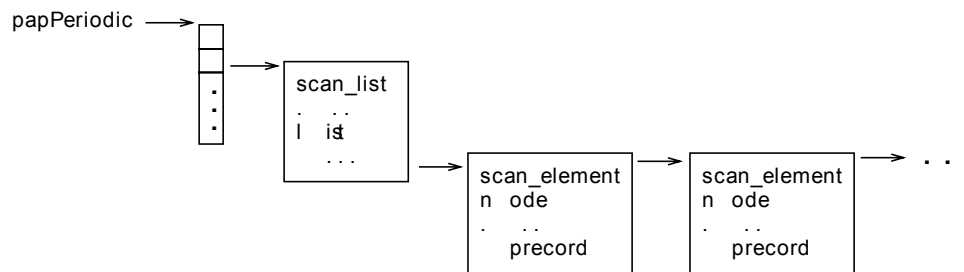 papPeriodic
scan_list
. . .
list
. . .
scan_element
node
. . .
precord
scan_element
node
. . .
precord
. .